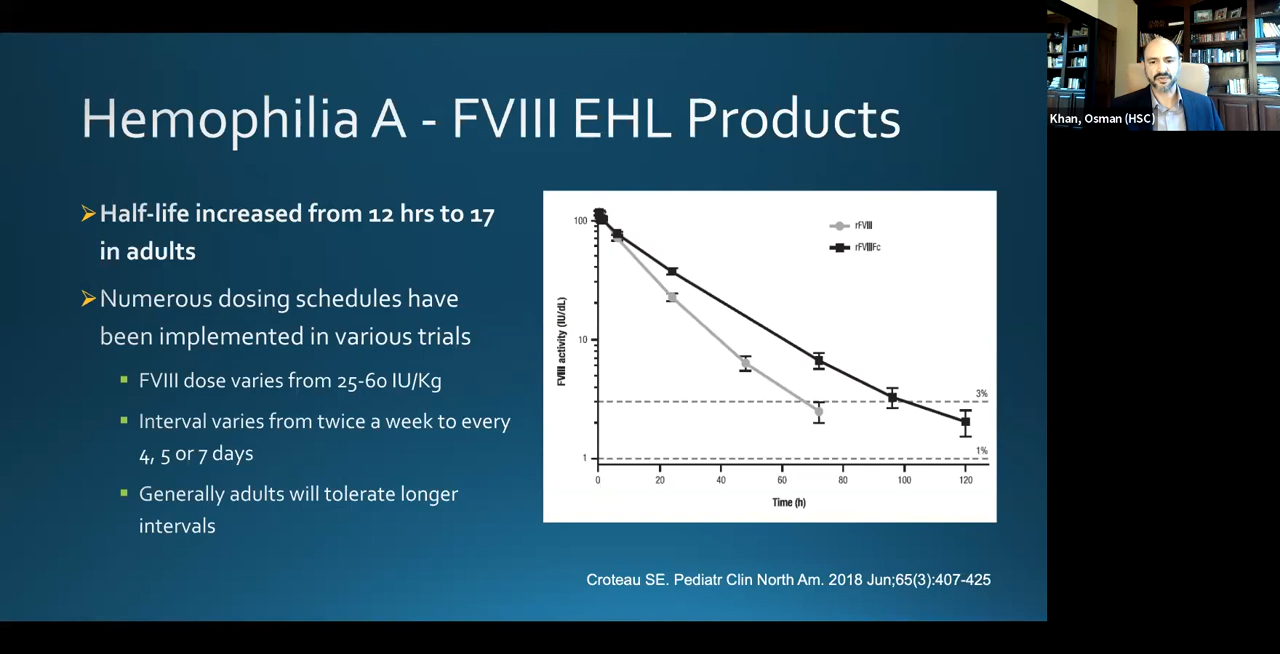 Hemophilia A - FVIII EHL Products
Khan, Osman (HSC)
➢Half-life increased from 12 hrs to 17
in adults
➢Numerous dosing schedules have
been implemented in various trials
▪ FVIII dose varies from 25-60 IU/Kg
▪ Interval varies from twice a week to every
4, 5 or 7 days
▪ Generally adults will tolerate longer
intervals
rFVIII
rFVIIIFc
FVIII activity (IU/dL)
100
10
1
3%
1%
0 20 40 60 80 100 120
Time (h)
Croteau SE. Pediatr Clin North Am. 2018 Jun;65(3):407-425